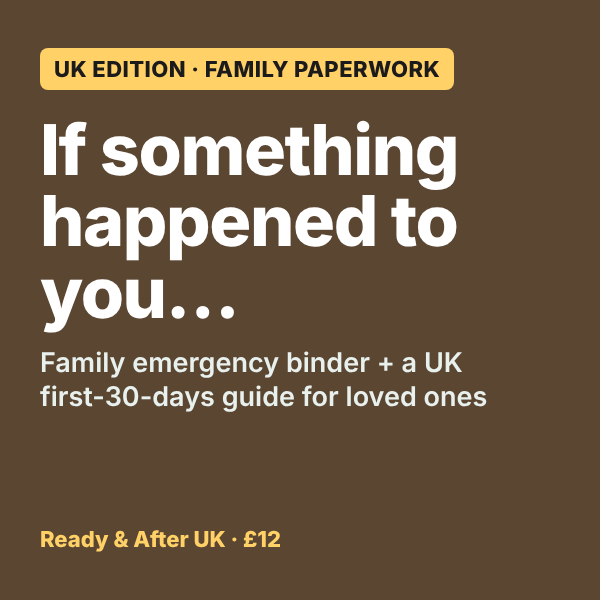 UK EDITION · FAMILY PAPERWORK
If something
happened to
you…
Family emergency binder + a UK
first-30-days guide for loved ones
Ready & After UK · £12